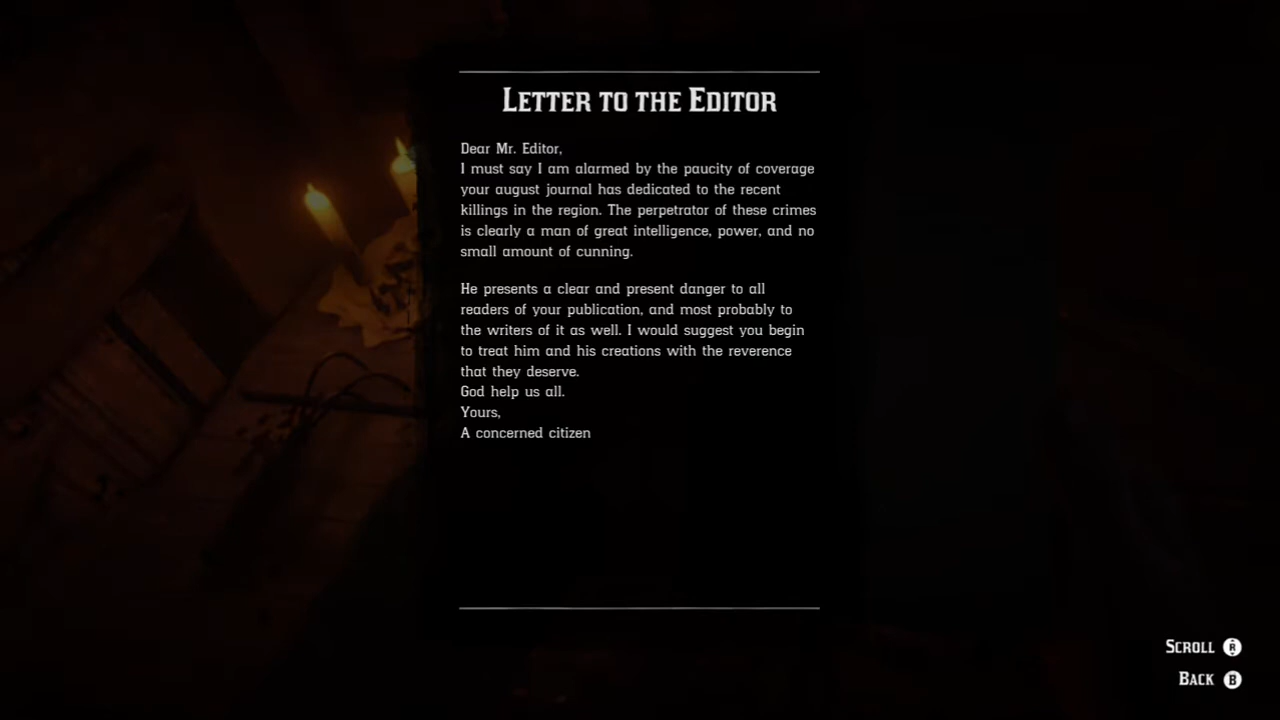 LETTER TO THE EDITOR
Dear Mr. Editor,
I must say I am alarmed by the paucity of coverage
your august journal has dedicated to the recent
killings in the region. The perpetrator of these crimes
is clearly a man of great intelligence, power, and no
small amount of cunning.
He presents a clear and present danger to all
readers of your publication, and most probably to
the writers of it as well. I would suggest you begin
to treat him and his creations with the reverence
that they deserve.
God help us all.
Yours,
A concerned citizen
SCROLL R
BACK B